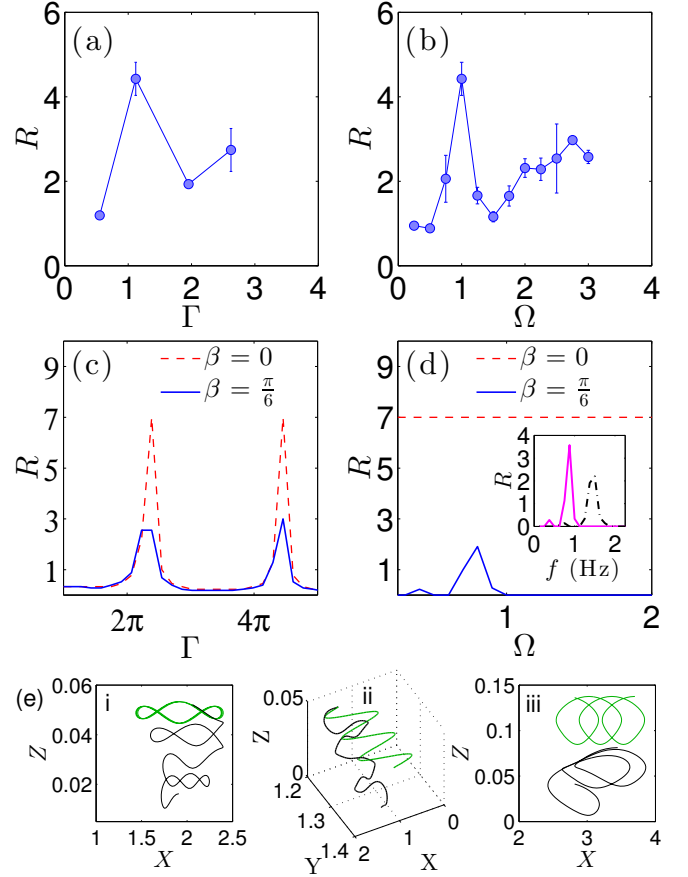 6 (a) 6 (b)
4 4
R R
2 2
0 0
0 1 2 3 4 0 1 2 3 4
Γ Ω
(c) β = 0 (d) β = 0
9 β = π/6 9 β = π/6
7 7
R R
4
3
2
R
1
0
0 1 2
f (Hz)
3 3
1 1
2π 4π 1 2
Γ Ω
(e)
0.06 i
0.04
Z
0.02
1 1.5 2 2.5
X
0.05 ii
Z
0
1.2
1.3
1.4
Y
2 1 0
X
0.15 iii
0.1
Z
0.05
0
2 3 4
X